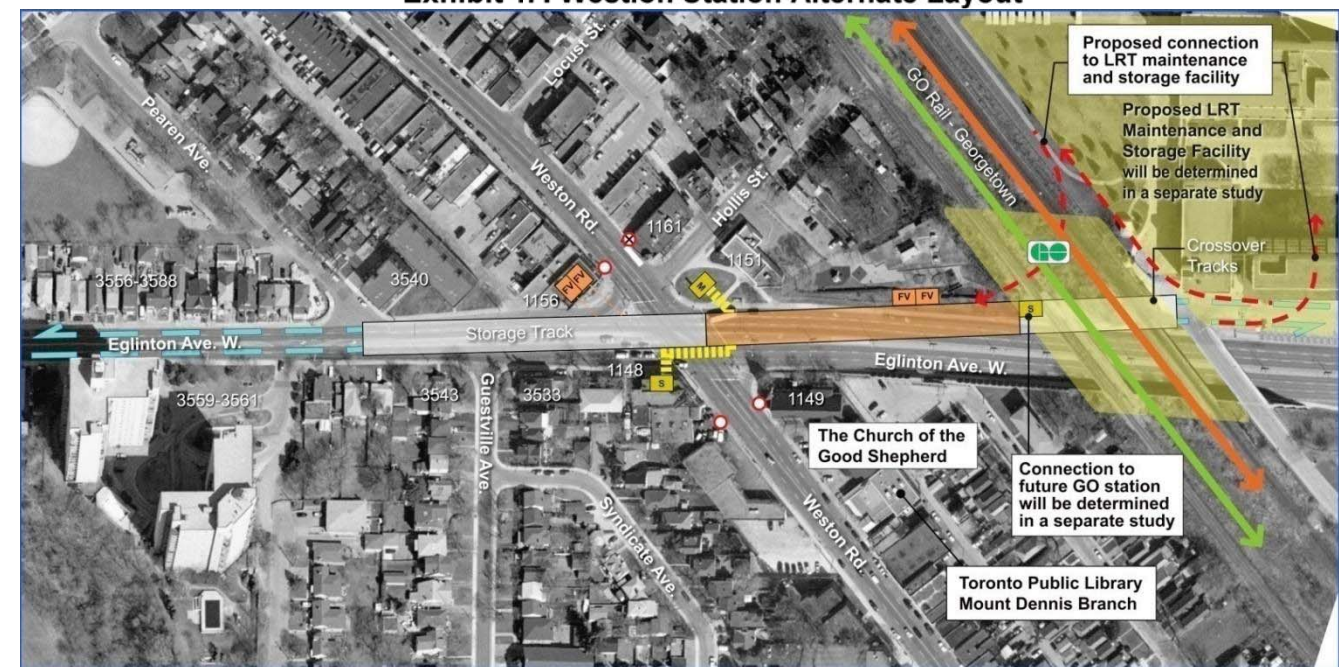 Exhibit 1: Westion Station Alternate Layout
Locust St.
Pearen Ave.
Weston Rd.
Hollis St.
GO Rail - Georgetown
Proposed connection
to LRT maintenance
and storage facility
Proposed LRT
Maintenance and
Storage Facility
will be determined
in a separate study
1161
1151
GO
Crossover
Tracks
3556-3588
3540
1156
FV FV
M
FV FV
S
Storage Track
Eglinton Ave. W.
Eglinton Ave. W.
3559-3561
3543
Guestville Ave.
3533
1148
S
1149
The Church of the
Good Shepherd
Connection to
future GO station
will be determined
in a separate study
Syndicate Ave.
Weston Rd.
Toronto Public Library
Mount Dennis Branch